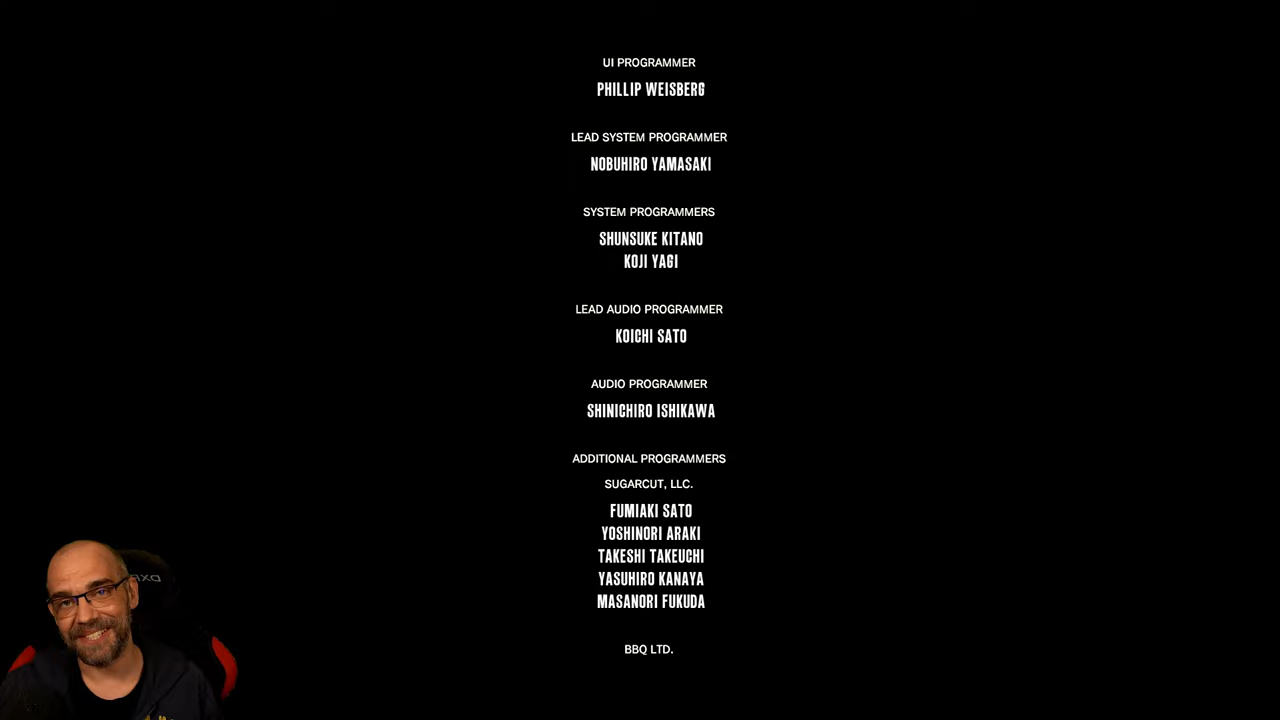 UI PROGRAMMER
PHILLIP WEISBERG
LEAD SYSTEM PROGRAMMER
NOBUHIRO YAMASAKI
SYSTEM PROGRAMMERS
SHUNSUKE KITANO
KOJI YAGI
LEAD AUDIO PROGRAMMER
KOICHI SATO
AUDIO PROGRAMMER
SHINICHIRO ISHIKAWA
ADDITIONAL PROGRAMMERS
SUGARCUT, LLC.
FUMIAKI SATO
YOSHINORI ARAKI
TAKESHI TAKEUCHI
YASUHIRO KANAYA
MASANORI FUKUDA
BBQ LTD.